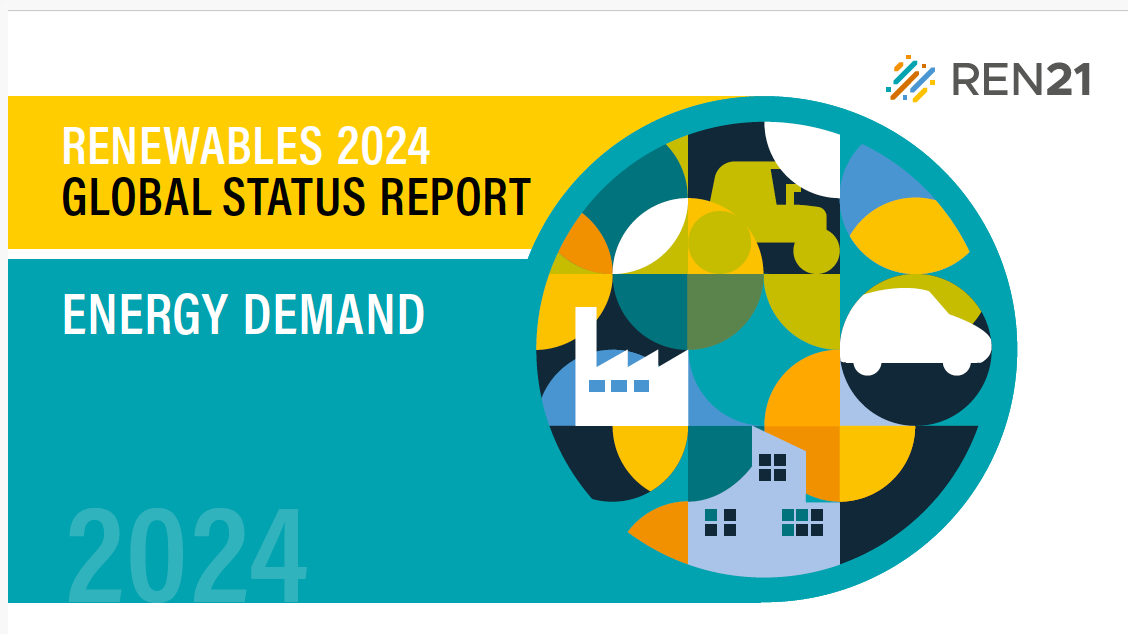 REN21
RENEWABLES 2024
GLOBAL STATUS REPORT
ENERGY DEMAND
2024